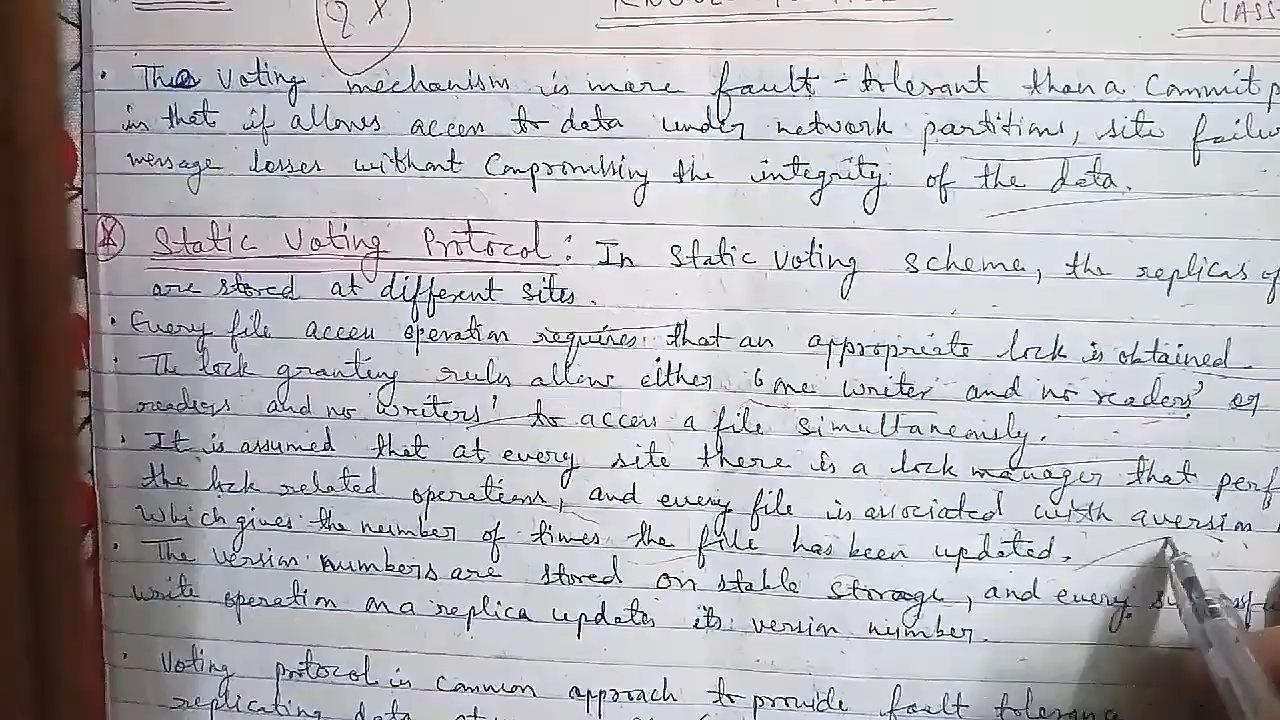 2 x
CLASS
• The voting mechanism is more fault-tolerant than a commit p
in that if allows access to data under network partitions, site failu
message losses without compromising the integrity of the data.
Static Voting Protocol: In static voting scheme, the replicas of
are stored at different sites.
• Every file access operation requires that an appropriate lock is obtained
• The lock granting rules allow either 'one writer and no readers' or
readers and no writers' to access a file simultaneously.
• It is assumed that at every site there is a lock manager that perf
the lock related operations, and every file is associated with a version
which gives the number of times the file has been updated.
• The version numbers are stored on stable storage, and every
write operation on a replica updates its version number.
• Voting protocol is common approach to provide fault tolerance
replicating data at